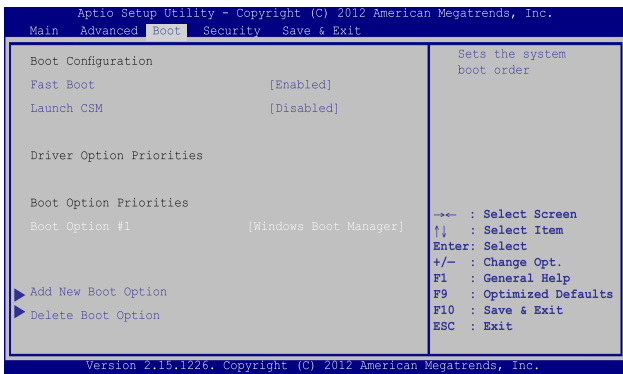 Aptio Setup Utility - Copyright (C) 2012 American Megatrends, Inc.
Main Advanced Boot Security Save & Exit
Boot Configuration
Fast Boot [Enabled]
Launch CSM [Disabled]
Driver Option Priorities
Boot Option Priorities
Boot Option #1 [Windows Boot Manager]
Add New Boot Option
Delete Boot Option
Sets the system
boot order
→← : Select Screen
↑↓ : Select Item
Enter: Select
+/— : Change Opt.
F1 : General Help
F9 : Optimized Defaults
F10 : Save & Exit
ESC : Exit
Version 2.15.1226. Copyright (C) 2012 American Megatrends, Inc.